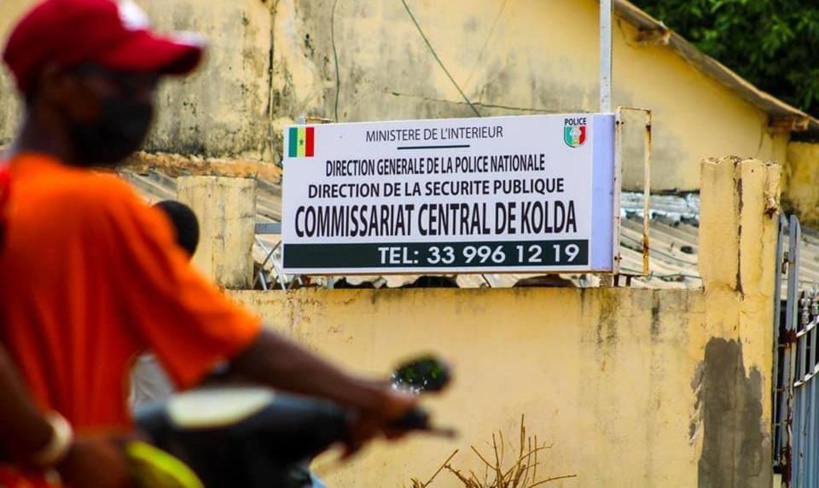 MINISTERE DE L'INTERIEUR
POLICE
DIRECTION GENERALE DE LA POLICE NATIONALE
DIRECTION DE LA SECURITE PUBLIQUE
COMMISSARIAT CENTRAL DE KOLDA
TEL: 33 996 12 19